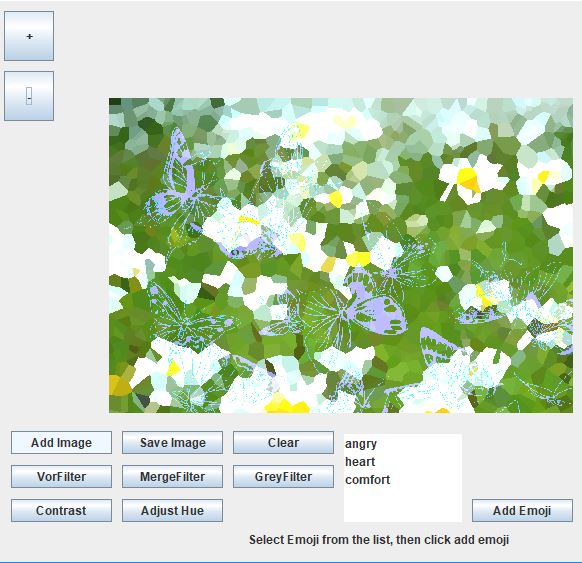 +
-
Add Image
Save Image
Clear
VorFilter
MergeFilter
GreyFilter
Contrast
Adjust Hue
angry
heart
comfort
Add Emoji
Select Emoji from the list, then click add emoji